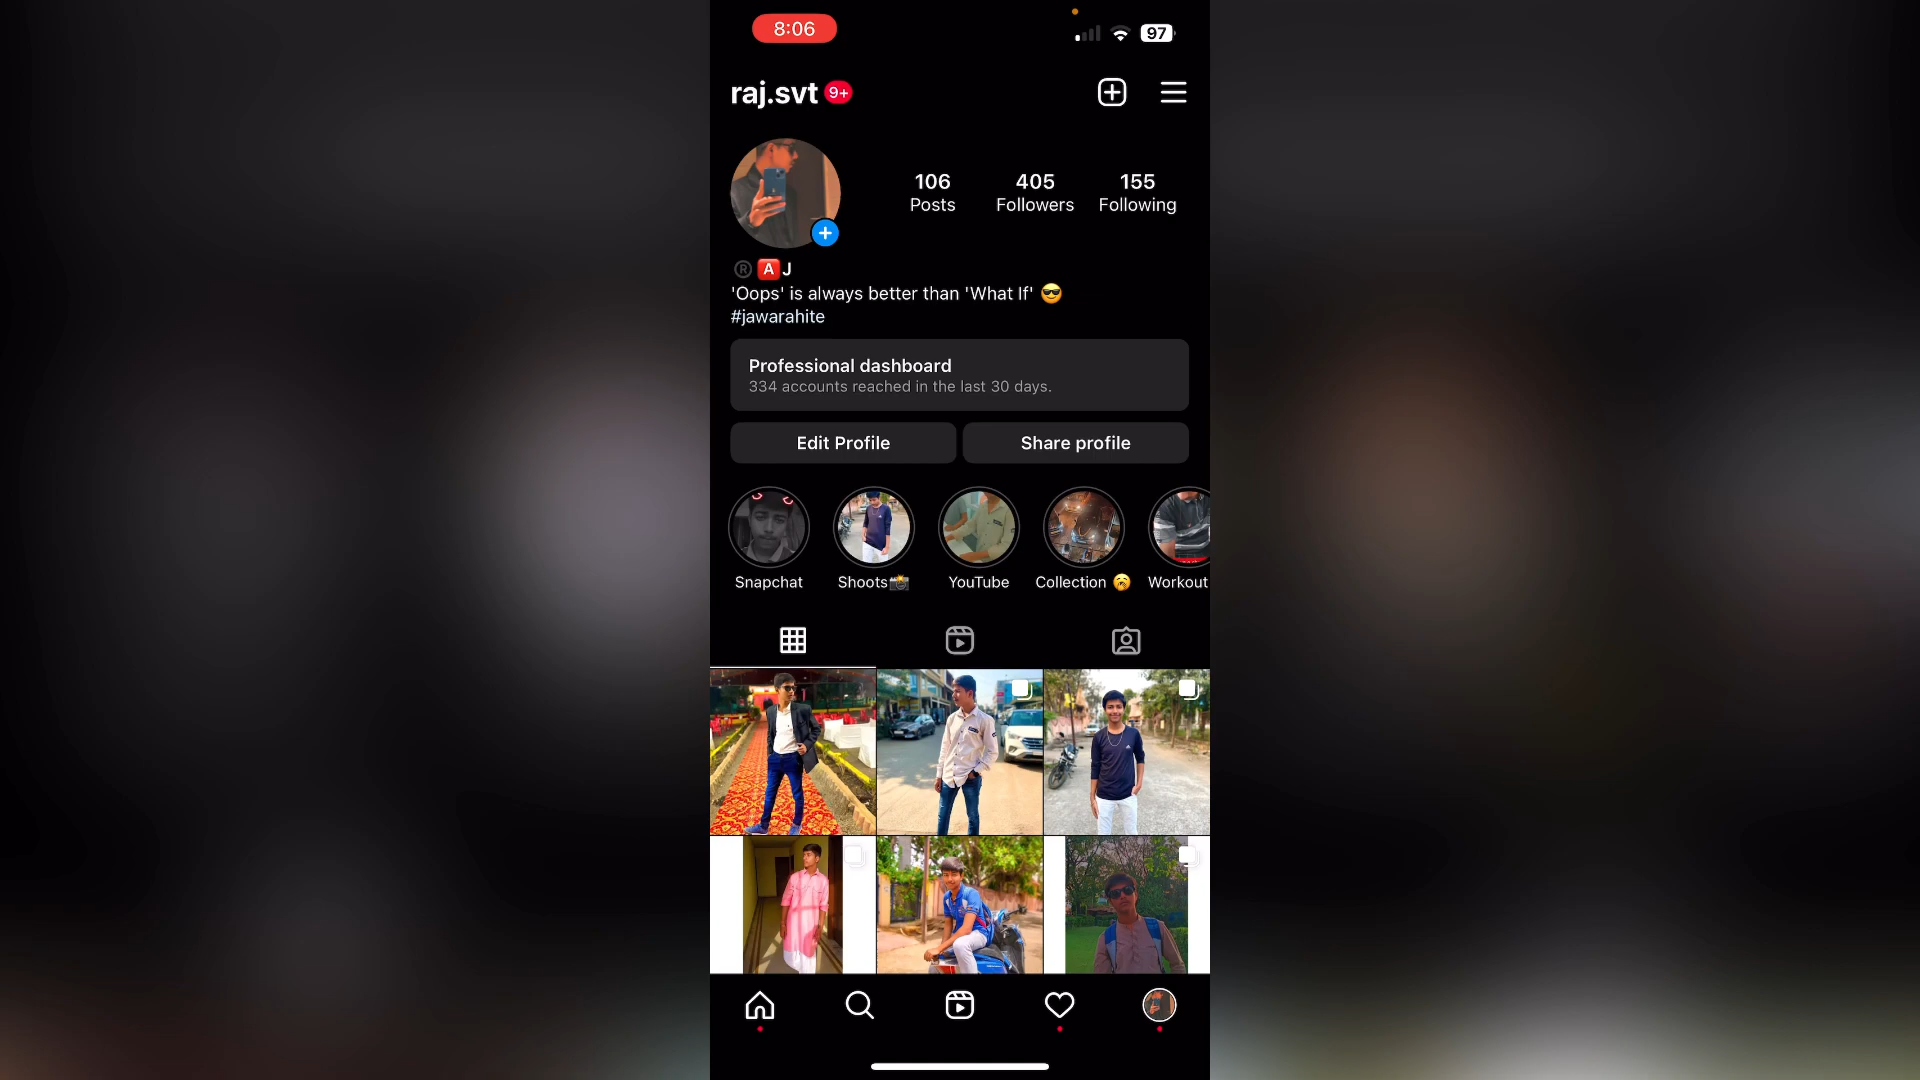 8:06
97
raj.svt 9+
106 405 155
Posts Followers Following
®️ 🅰️ J
'Oops' is always better than 'What If' 😎
#jawarahite
Professional dashboard
334 accounts reached in the last 30 days.
Edit Profile Share profile
Snapchat Shoots📸 YouTube Collection 🥱 Workout